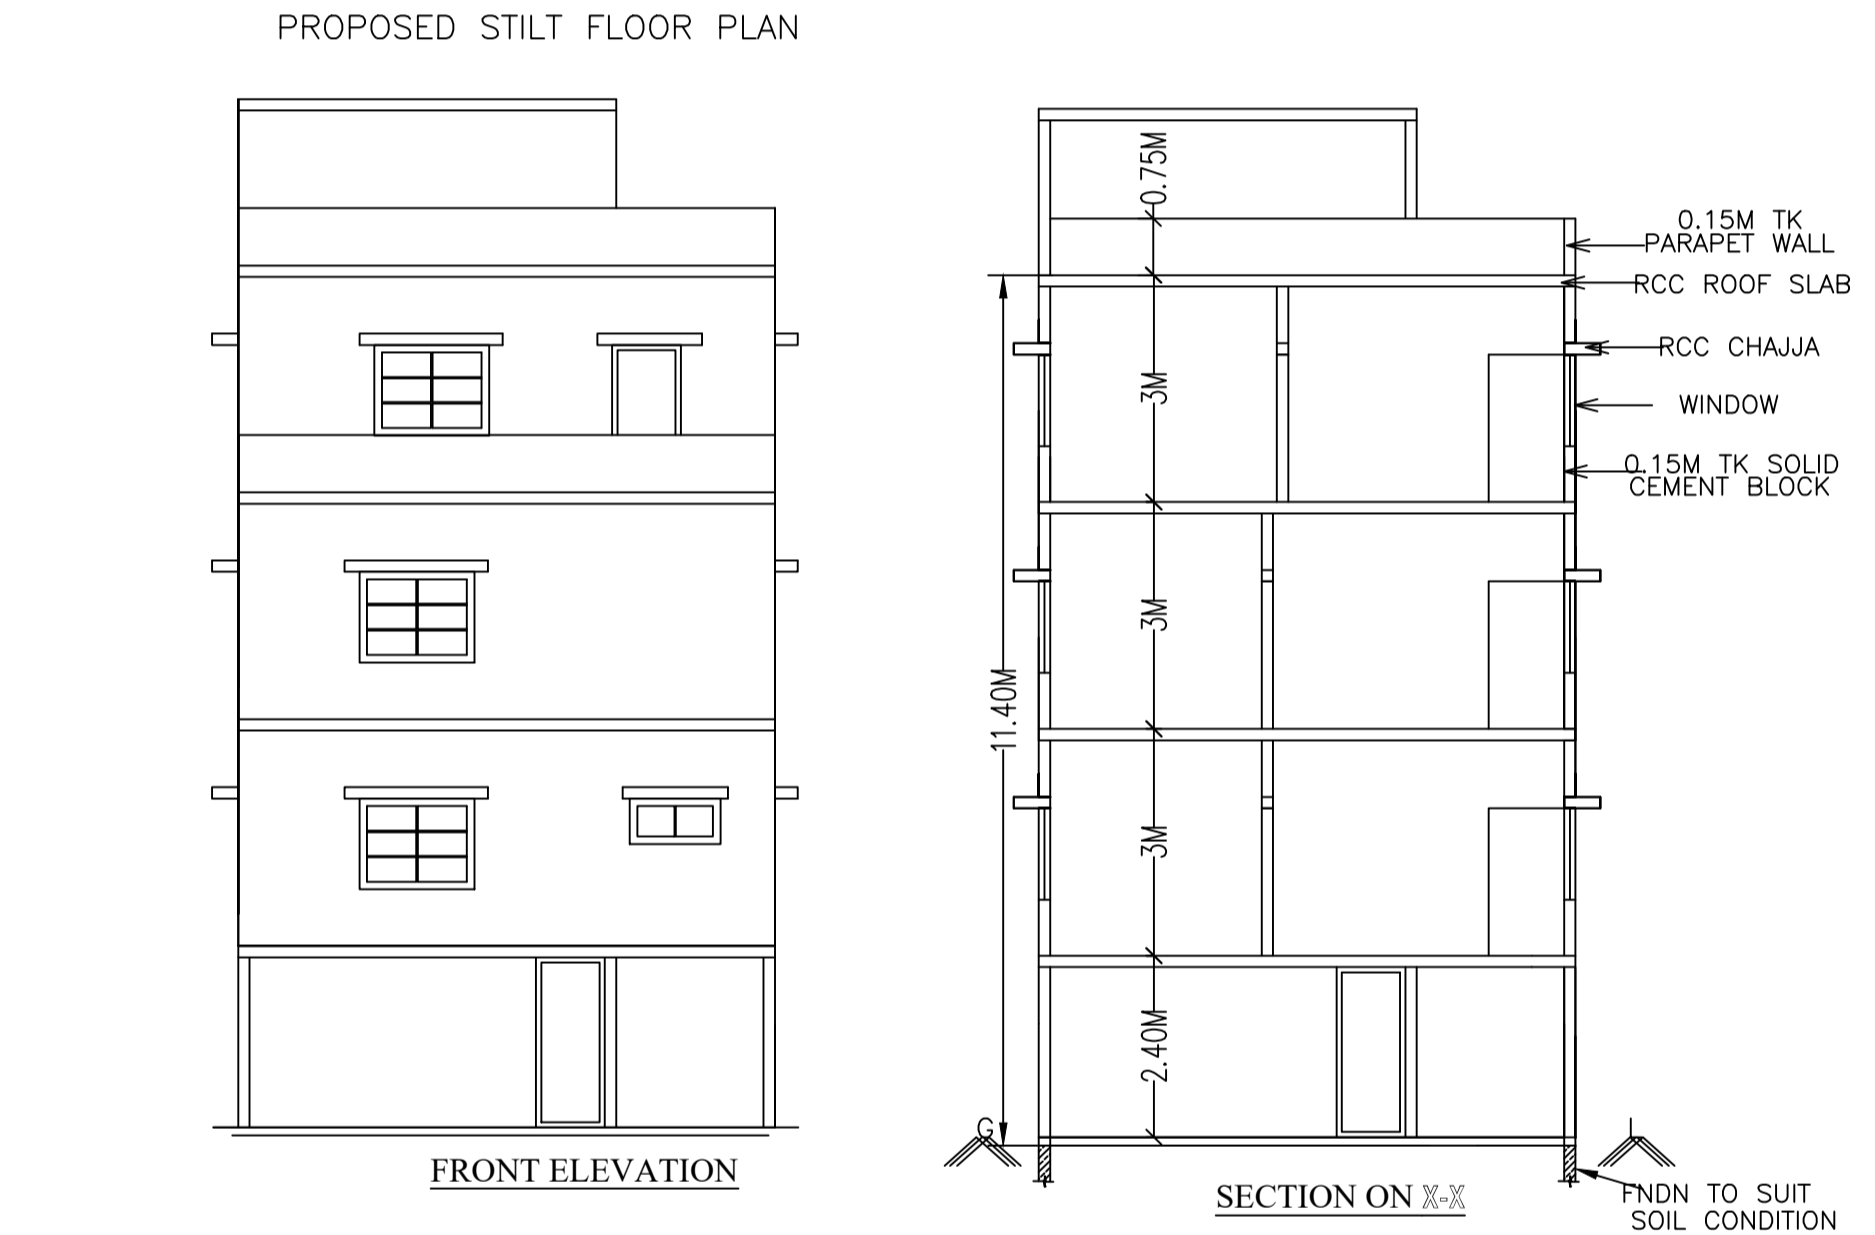 PROPOSED STILT FLOOR PLAN
0.75M
0.15M TK
PARAPET WALL
RCC ROOF SLAB
RCC CHAJJA
3M
WINDOW
0.15M TK SOLID
CEMENT BLOCK
3M
11.40M
3M
2.40M
G
L
FRONT ELEVATION
SECTION ON X-X
FNDN TO SUIT
SOIL CONDITION